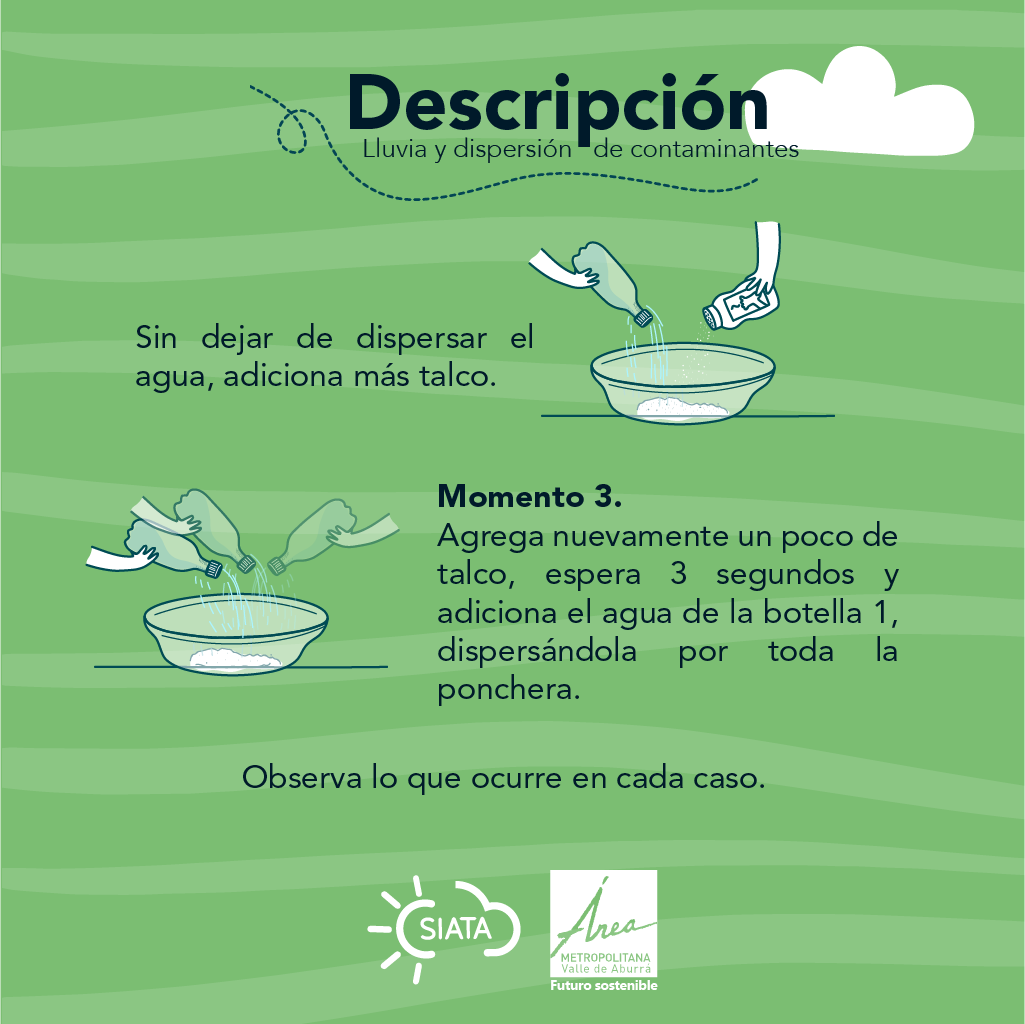 Descripción
Lluvia y dispersión de contaminantes
Sin dejar de dispersar el
agua, adiciona más talco.
Momento 3.
Agrega nuevamente un poco de
talco, espera 3 segundos y
adiciona el agua de la botella 1,
dispersándola por toda la
ponchera.
Observa lo que ocurre en cada caso.
SIATA
Área
METROPOLITANA
Valle de Aburrá
Futuro sostenible